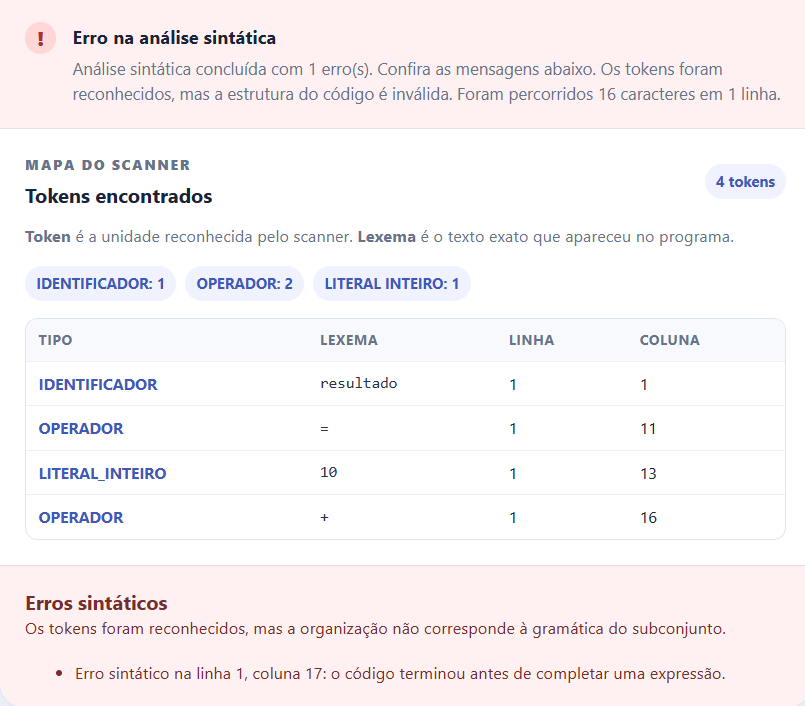 !
Erro na análise sintática
Análise sintática concluída com 1 erro(s). Confira as mensagens abaixo. Os tokens foram
reconhecidos, mas a estrutura do código é inválida. Foram percorridos 16 caracteres em 1 linha.
MAPA DO SCANNER
Tokens encontrados
4 tokens
Token é a unidade reconhecida pelo scanner. Lexema é o texto exato que apareceu no programa.
IDENTIFICADOR: 1 OPERADOR: 2 LITERAL INTEIRO: 1
TIPO LEXEMA LINHA COLUNA
IDENTIFICADOR resultado 1 1
OPERADOR = 1 11
LITERAL_INTEIRO 10 1 13
OPERADOR + 1 16
Erros sintáticos
Os tokens foram reconhecidos, mas a organização não corresponde à gramática do subconjunto.
• Erro sintático na linha 1, coluna 17: o código terminou antes de completar uma expressão.